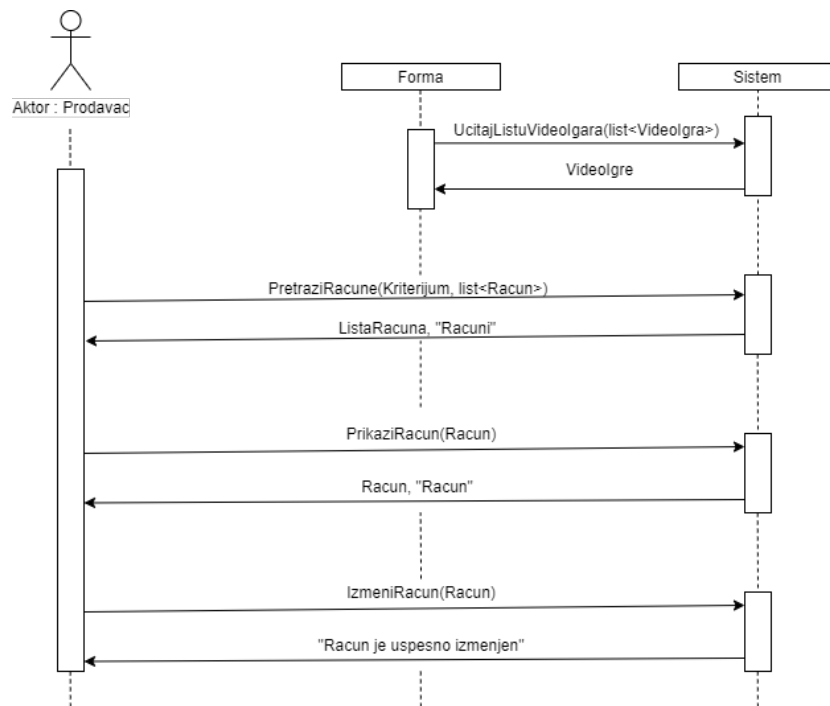 Aktor : Prodavac
Forma
Sistem
UcitajListuVideoIgara(list<VideoIgra>)
VideoIgre
PretraziRacune(Kriterijum, list<Racun>)
ListaRacuna, "Racuni"
PrikaziRacun(Racun)
Racun, "Racun"
IzmeniRacun(Racun)
"Racun je uspesno izmenjen"